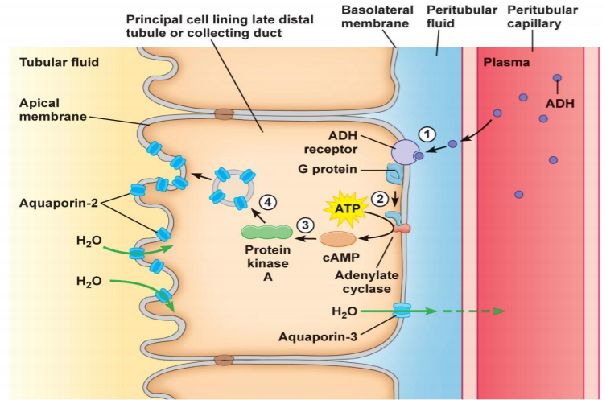 Principal cell lining late distal
tubule or collecting duct
Basolateral
membrane
Peritubular
fluid
Peritubular
capillary
Tubular fluid
Plasma
Apical
membrane
ADH
ADH
receptor
1
G protein
ATP
2
Aquaporin-2
4
3
H2O
Protein
kinase
A
cAMP
Adenylate
cyclase
H2O
H2O
Aquaporin-3